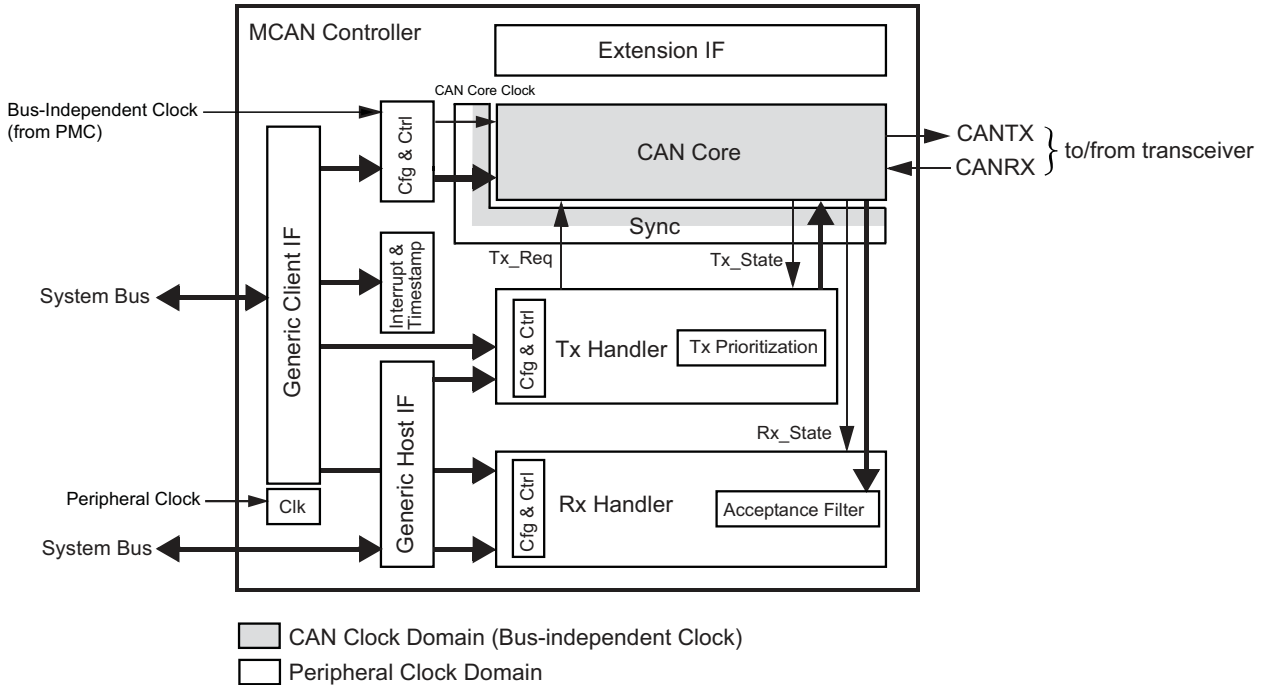 MCAN Controller
Extension IF
CAN Core Clock
Bus-Independent Clock
(from PMC)
Cfg & Ctrl
CAN Core
CANTX
CANRX
to/from transceiver
Sync
Tx_Req
Tx_State
Generic Client IF
Interrupt &
Timestamp
System Bus
Cfg & Ctrl
Tx Handler
Tx Prioritization
Generic Host IF
Rx_State
Peripheral Clock
Clk
Cfg & Ctrl
Rx Handler
Acceptance Filter
System Bus
CAN Clock Domain (Bus-independent Clock)
Peripheral Clock Domain